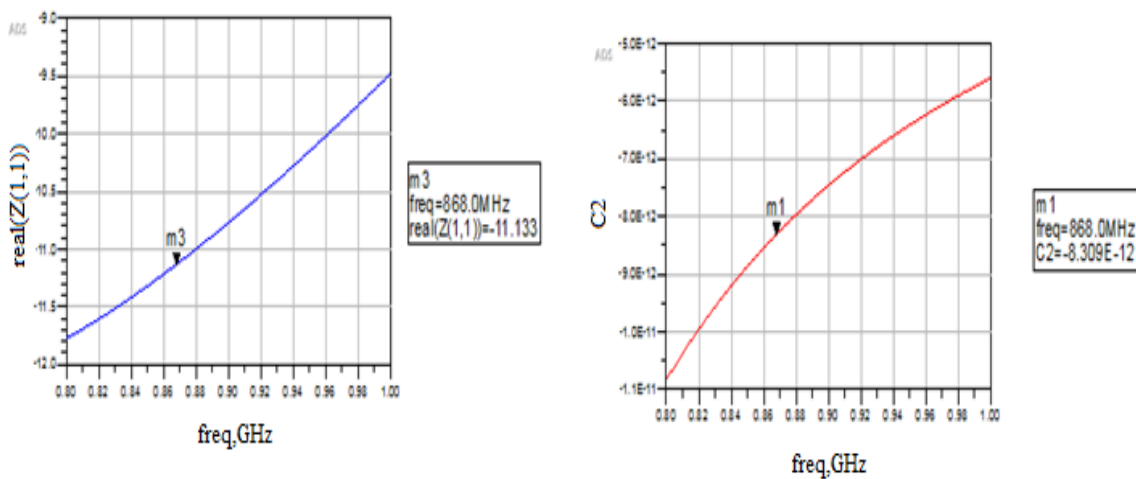 ADS
-9.0
-9.5
-10.0
-10.5
-11.0
-11.5
-12.0
0.80 0.82 0.84 0.86 0.88 0.90 0.92 0.94 0.96 0.98 1.00
real(Z(1,1))
freq,GHz
m3
m3
freq=868.0MHz
real(Z(1,1))=-11.133
ADS
-5.0E-12
-6.0E-12
-7.0E-12
-8.0E-12
-9.0E-12
-1.0E-11
-1.1E-11
0.80 0.82 0.84 0.86 0.88 0.90 0.92 0.94 0.96 0.98 1.00
C2
freq,GHz
m1
m1
freq=868.0MHz
C2=-8.309E-12